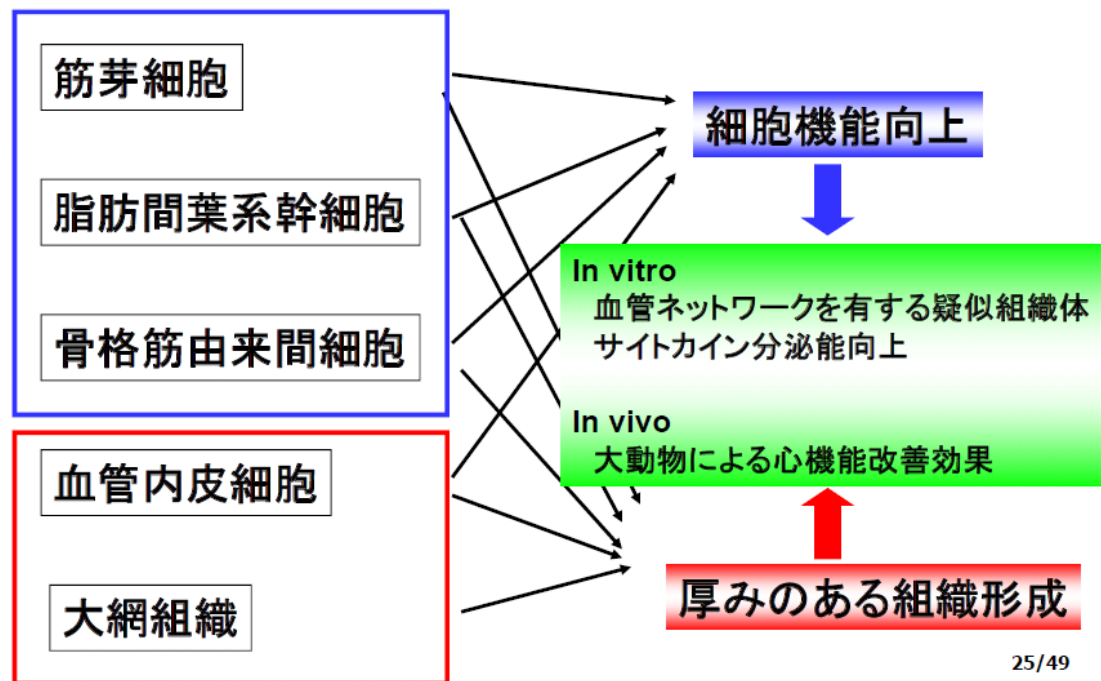 筋芽細胞
脂肪間葉系幹細胞
骨格筋由来間細胞
血管内皮細胞
大網組織
細胞機能向上
In vitro
血管ネットワークを有する疑似組織体
サイトカイン分泌能向上
In vivo
大動物による心機能改善効果
厚みのある組織形成
25/49